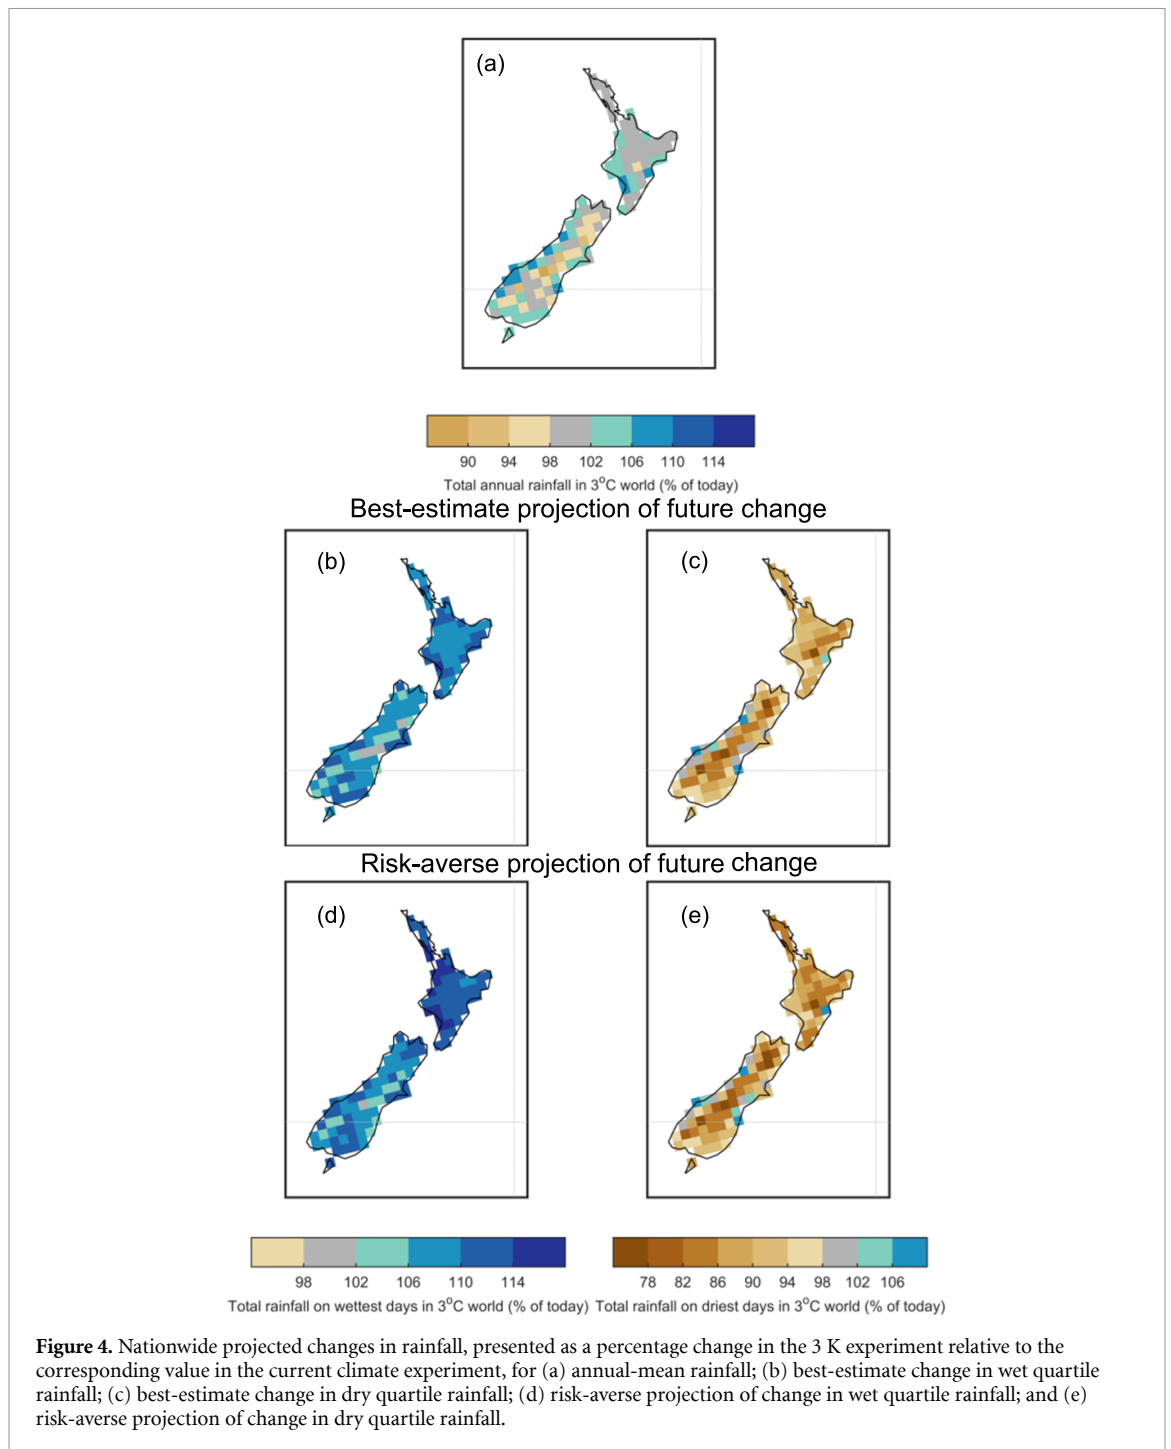 (a)
90 94 98 102 106 110 114
Total annual rainfall in 3°C world (% of today)
Best-estimate projection of future change
(b)
(c)
Risk-averse projection of future change
(d)
(e)
98 102 106 110 114
78 82 86 90 94 98 102 106
Total rainfall on wettest days in 3°C world (% of today)
Total rainfall on driest days in 3°C world (% of today)
Figure 4. Nationwide projected changes in rainfall, presented as a percentage change in the 3 K experiment relative to the
corresponding value in the current climate experiment, for (a) annual-mean rainfall; (b) best-estimate change in wet quartile
rainfall; (c) best-estimate change in dry quartile rainfall; (d) risk-averse projection of change in wet quartile rainfall; and (e)
risk-averse projection of change in dry quartile rainfall.